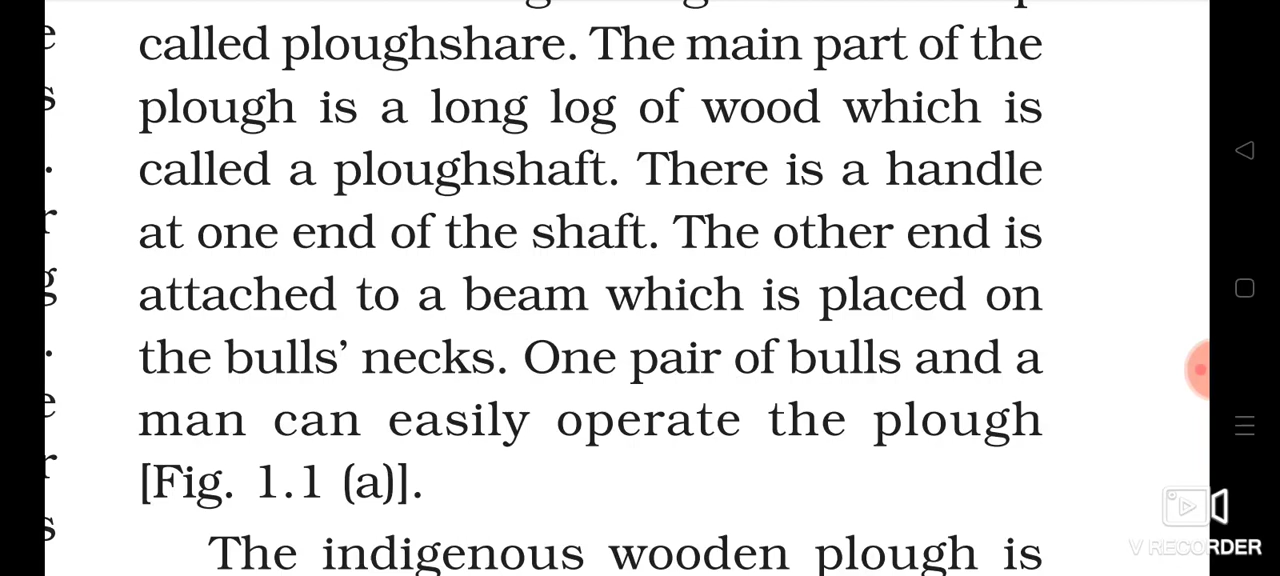 called ploughshare. The main part of the
plough is a long log of wood which is
called a ploughshaft. There is a handle
at one end of the shaft. The other end is
attached to a beam which is placed on
the bulls’ necks. One pair of bulls and a
man can easily operate the plough
[Fig. 1.1 (a)].
The indigenous wooden plough is
V RECORDER